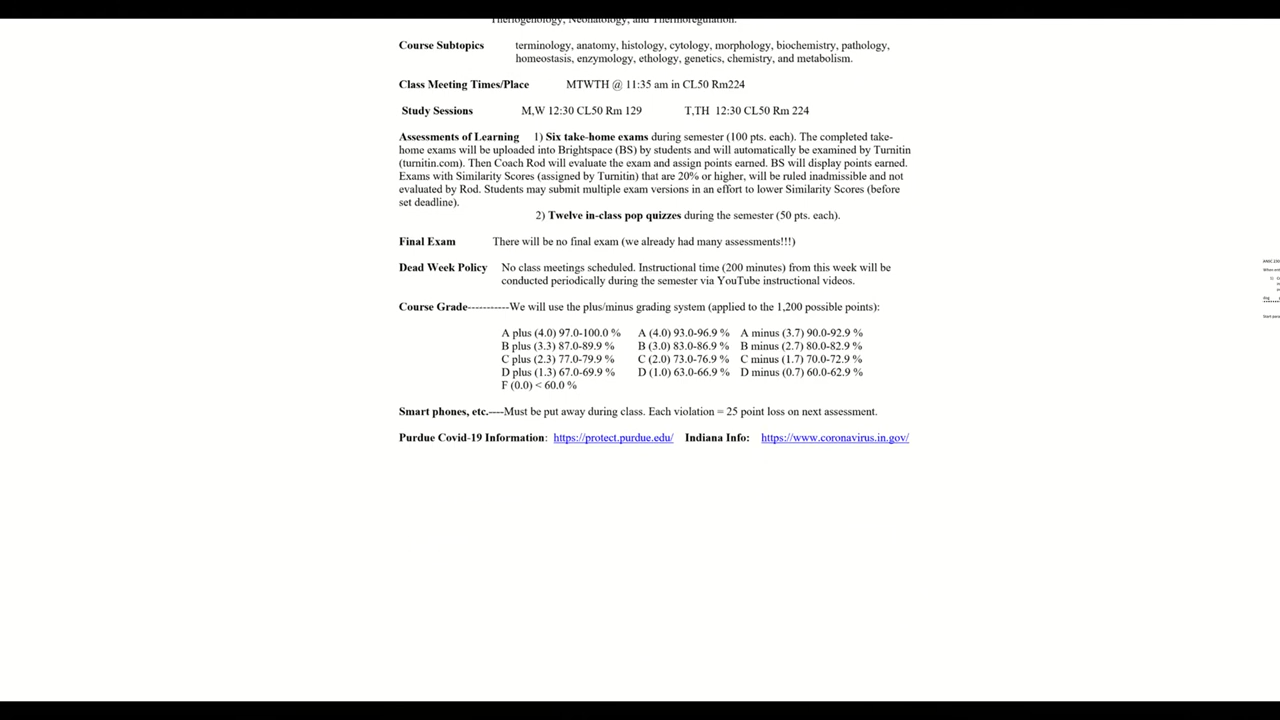 Theriogenology, Neonatology, and Thermoregulation.
Course Subtopics terminology, anatomy, histology, cytology, morphology, biochemistry, pathology,
homeostasis, enzymology, ethology, genetics, chemistry, and metabolism.
Class Meeting Times/Place MTWTH @ 11:35 am in CL50 Rm224
Study Sessions M,W 12:30 CL50 Rm 129 T,TH 12:30 CL50 Rm 224
Assessments of Learning 1) Six take-home exams during semester (100 pts. each). The completed take-
home exams will be uploaded into Brightspace (BS) by students and will automatically be examined by Turnitin
(turnitin.com). Then Coach Rod will evaluate the exam and assign points earned. BS will display points earned.
Exams with Similarity Scores (assigned by Turnitin) that are 20% or higher, will be ruled inadmissible and not
evaluated by Rod. Students may submit multiple exam versions in an effort to lower Similarity Scores (before
set deadline).
2) Twelve in-class pop quizzes during the semester (50 pts. each).
Final Exam There will be no final exam (we already had many assessments!!!)
Dead Week Policy No class meetings scheduled. Instructional time (200 minutes) from this week will be
conducted periodically during the semester via YouTube instructional videos.
Course Grade-----------We will use the plus/minus grading system (applied to the 1,200 possible points):
A plus (4.0) 97.0-100.0 % A (4.0) 93.0-96.9 % A minus (3.7) 90.0-92.9 %
B plus (3.3) 87.0-89.9 % B (3.0) 83.0-86.9 % B minus (2.7) 80.0-82.9 %
C plus (2.3) 77.0-79.9 % C (2.0) 73.0-76.9 % C minus (1.7) 70.0-72.9 %
D plus (1.3) 67.0-69.9 % D (1.0) 63.0-66.9 % D minus (0.7) 60.0-62.9 %
F (0.0) < 60.0 %
Smart phones, etc.----Must be put away during class. Each violation = 25 point loss on next assessment.
Purdue Covid-19 Information: https://protect.purdue.edu/ Indiana Info: https://www.coronavirus.in.gov/